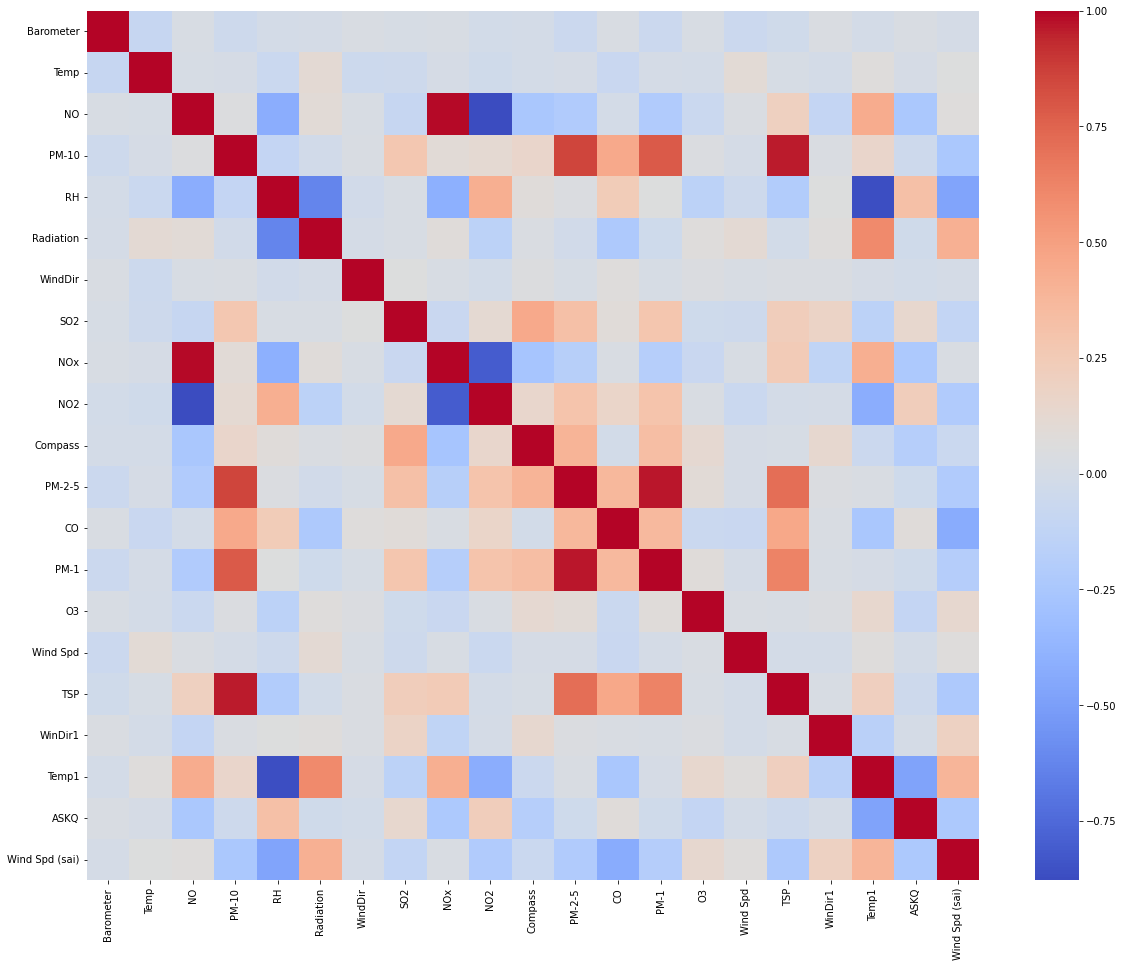 Barometer
Temp
NO
PM-10
RH
Radiation
WindDir
SO2
NOx
NO2
Compass
PM-2-5
CO
PM-1
O3
Wind Spd
TSP
WinDir1
Temp1
ASKQ
Wind Spd (sai)
Barometer
Temp
NO
PM-10
RH
Radiation
WindDir
SO2
NOx
NO2
Compass
PM-2-5
CO
PM-1
O3
Wind Spd
TSP
WinDir1
Temp1
ASKQ
Wind Spd (sai)
1.00
0.75
0.50
0.25
0.00
−0.25
−0.50
−0.75